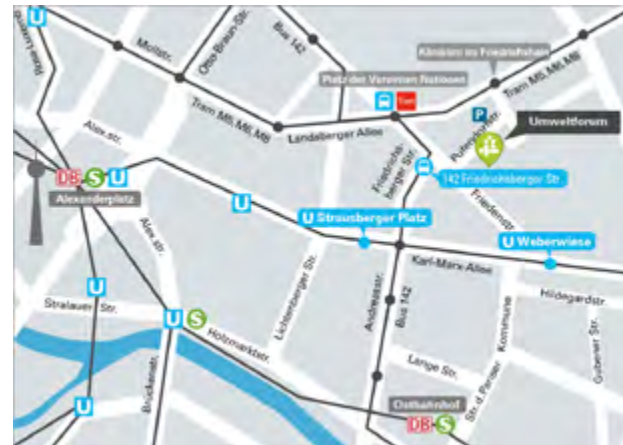 U
Rosa-Luxemb
Mollstr.
Otto-Braun-Str.
Bus 142
Klinikum im Friedrichshain
Platz der Vereinten Nationen
Tram M5, M6, M8
Tram M5, M6, M8
Landsberger Allee
P
Umweltforum
Alex.str.
Friedrichs-
berger Str.
142 Friedrichsberger Str.
DB S U
Alexanderplatz
U
Friedenstr.
U Strausberger Platz
U Weberwiese
Alex.str.
Karl-Marx-Allee
U
Stralauer Str.
U S
Holzmarktstr.
Lichtenberger Str.
Andreasstr.
Bus 142
Hildegardstr.
Kommune
Gubener Str.
Lange Str.
Str. d. Pariser
Brückenstr.
U
Ostbahnhof
DB S